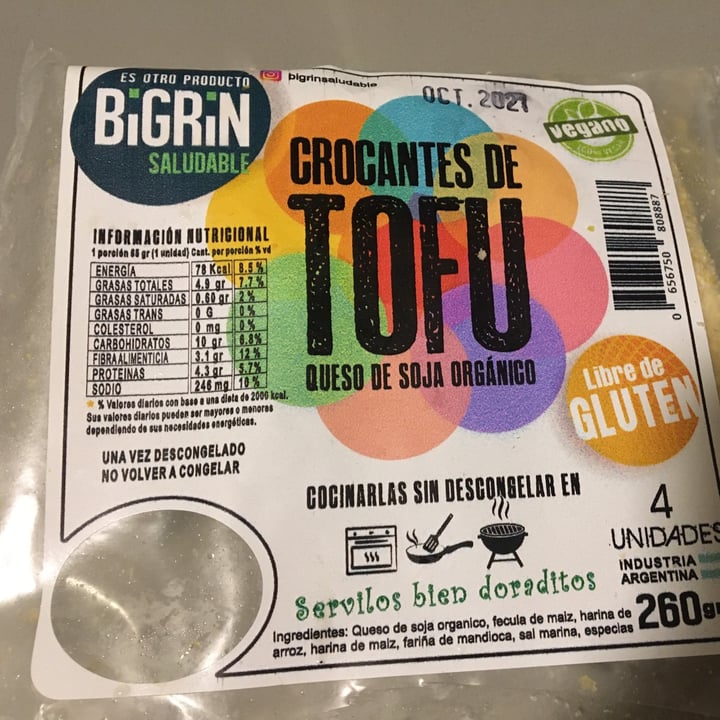 ES OTRO PRODUCTO
BiGRiN
SALUDABLE
bigrinsaludable
OCT. 2021
vegano
CROCANTES DE
TOFU
QUESO DE SOJA ORGÁNICO
0 656750 808887
Libre de
GLUTEN
INFORMACIÓN NUTRICIONAL
1 porción 65 gr (1 unidad) Cant. por porción % vd
ENERGÍA 78 Kcal 8.5 %
GRASAS TOTALES 4.9 gr 7.7 %
GRASAS SATURADAS 0.60 gr 2 %
GRASAS TRANS 0 G 0 %
COLESTEROL 0 mg 0 %
CARBOHIDRATOS 10 gr 6.8%
FIBRA ALIMENTICIA 3.1 gr 12 %
PROTEINAS 4.3 gr 5.7%
SODIO 246 mg 10 %
% Valores diarios con base a una dieta de 2000 kcal.
Sus valores diarios pueden ser mayores o menores
dependiendo de sus necesidades energéticas.
UNA VEZ DESCONGELADO
NO VOLVER A CONGELAR
COCINARLAS SIN DESCONGELAR EN
Servilos bien doraditos
4
UNIDADES
INDUSTRIA
ARGENTINA
260gr
Ingredientes: Queso de soja organico, fecula de maiz, harina de
arroz, harina de maiz, fariña de mandioca, sal marina, especias